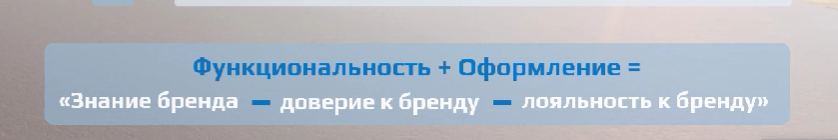 Функциональность + Оформление =
«Знание бренда – доверие к бренду – лояльность к бренду»